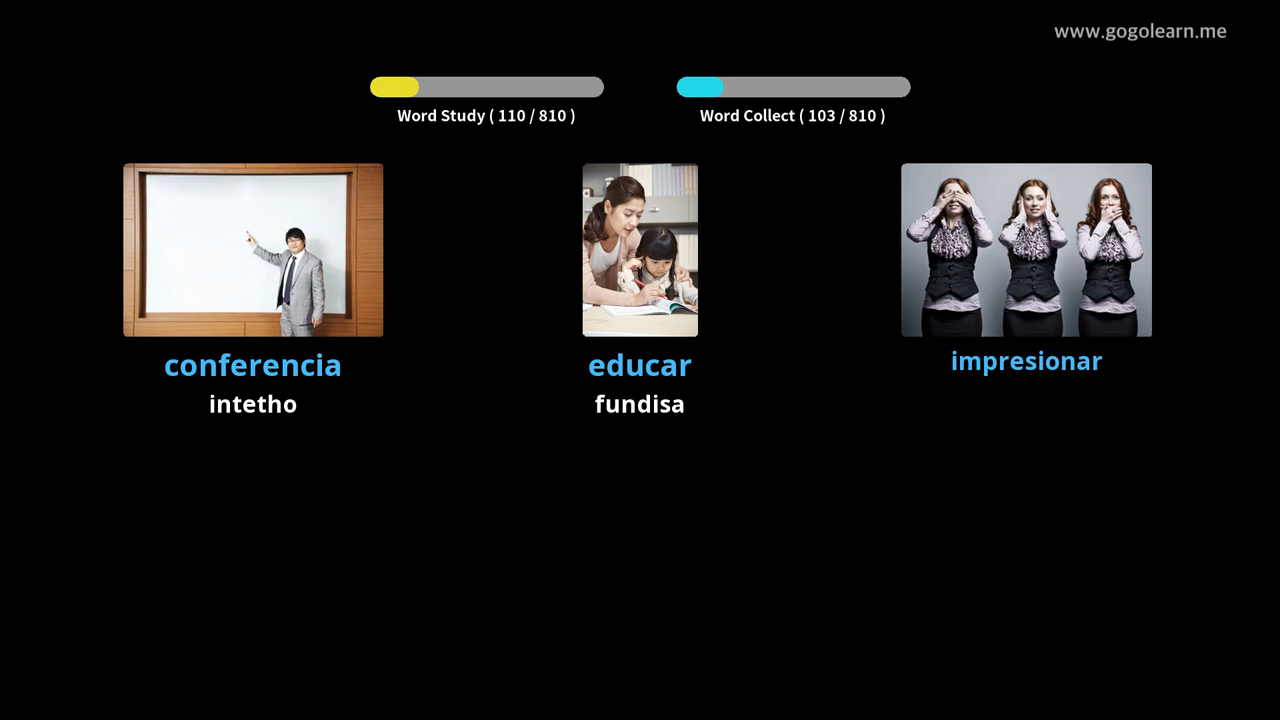 www.gogolearn.me
Word Study ( 110 / 810 )
Word Collect ( 103 / 810 )
conferencia
intetho
educar
fundisa
impresionar